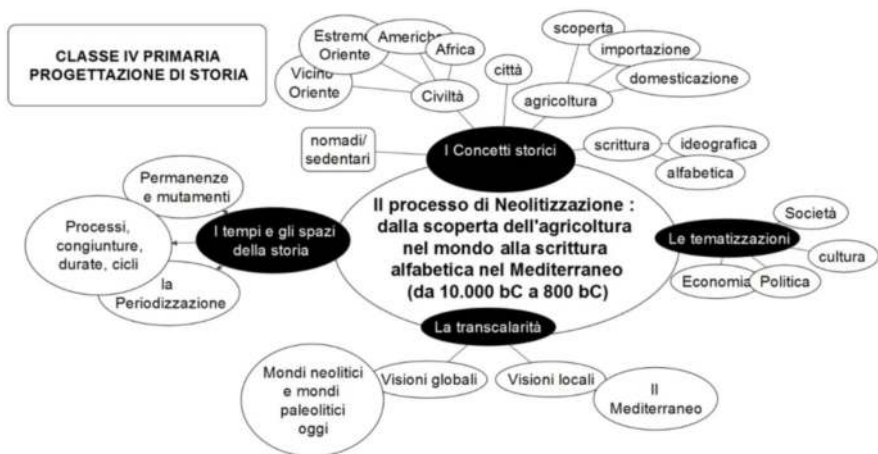 CLASSE IV PRIMARIA
PROGETTAZIONE DI STORIA
Estremo
Oriente
Americhe
Africa
Vicino
Oriente
Civiltà
città
scoperta
importazione
domesticazione
agricoltura
nomadi/
sedentari
I Concetti storici
scrittura
ideografica
alfabetica
Permanenze
e mutamenti
Processi,
congiunture,
durate, cicli
la
Periodizzazione
I tempi e gli spazi
della storia
Il processo di Neolitizzazione :
dalla scoperta dell'agricoltura
nel mondo alla scrittura
alfabetica nel Mediterraneo
(da 10.000 bC a 800 bC)
Le tematizzazioni
Società
cultura
Economia
Politica
La transcalarità
Mondi neolitici
e mondi
paleolitici
oggi
Visioni globali
Visioni locali
Il
Mediterraneo